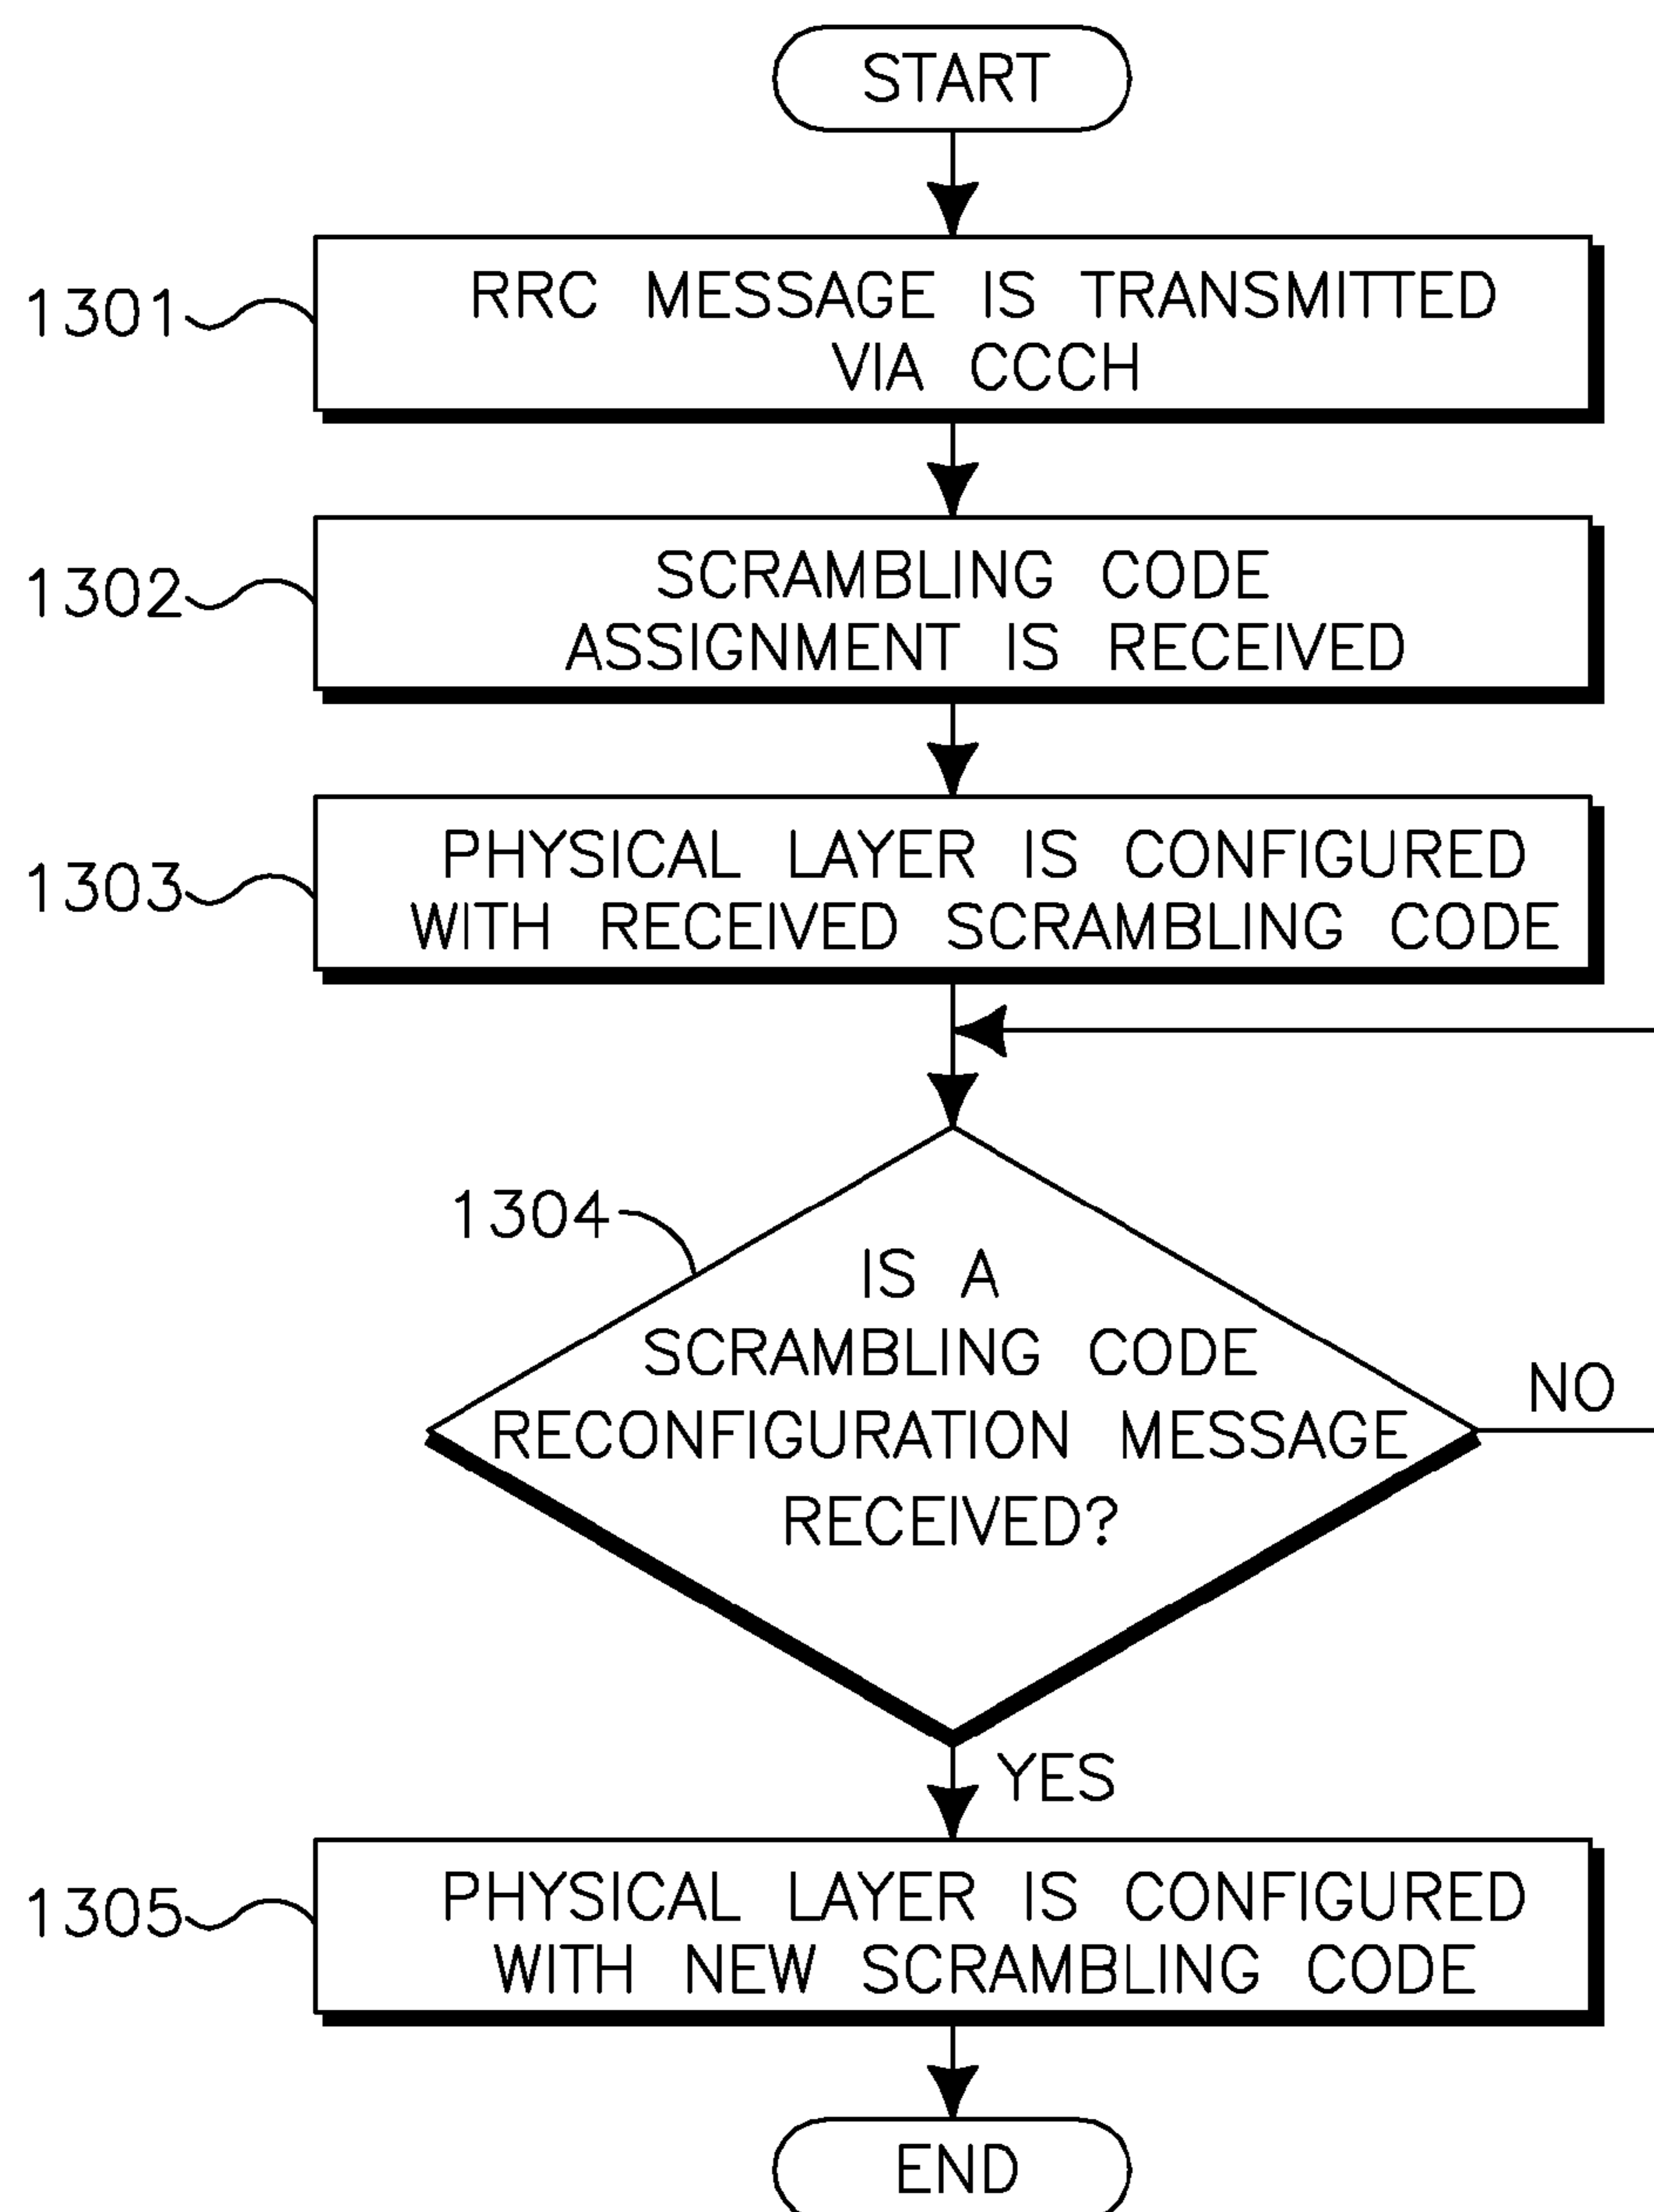 START
1301
RRC MESSAGE IS TRANSMITTED
VIA CCCH
1302
SCRAMBLING CODE
ASSIGNMENT IS RECEIVED
1303
PHYSICAL LAYER IS CONFIGURED
WITH RECEIVED SCRAMBLING CODE
1304
IS A
SCRAMBLING CODE
RECONFIGURATION MESSAGE
RECEIVED?
NO
YES
1305
PHYSICAL LAYER IS CONFIGURED
WITH NEW SCRAMBLING CODE
END